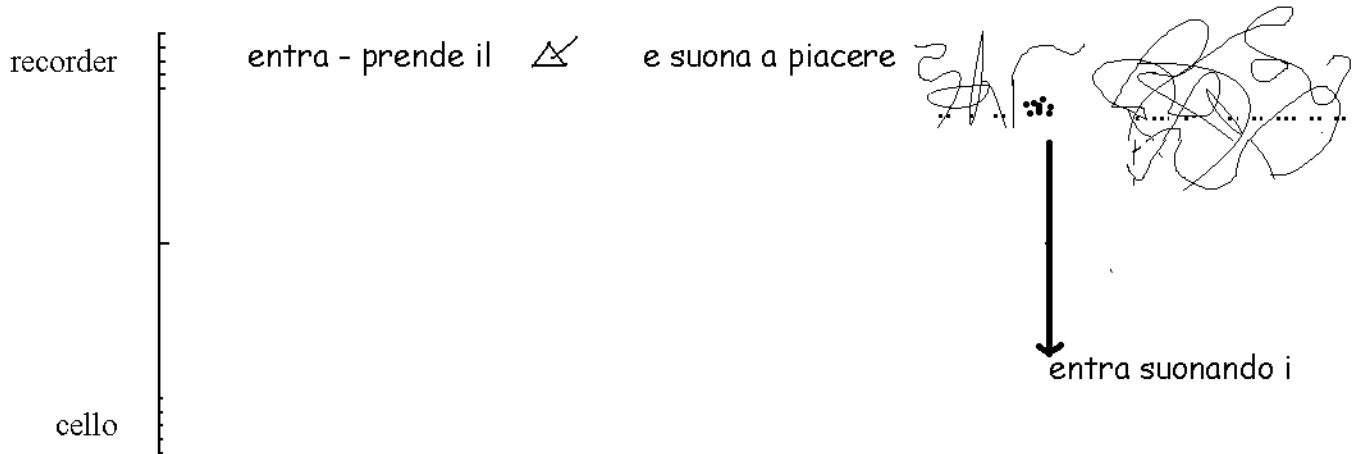 recorder
entra - prende il e suona a piacere
entra suonando i
cello